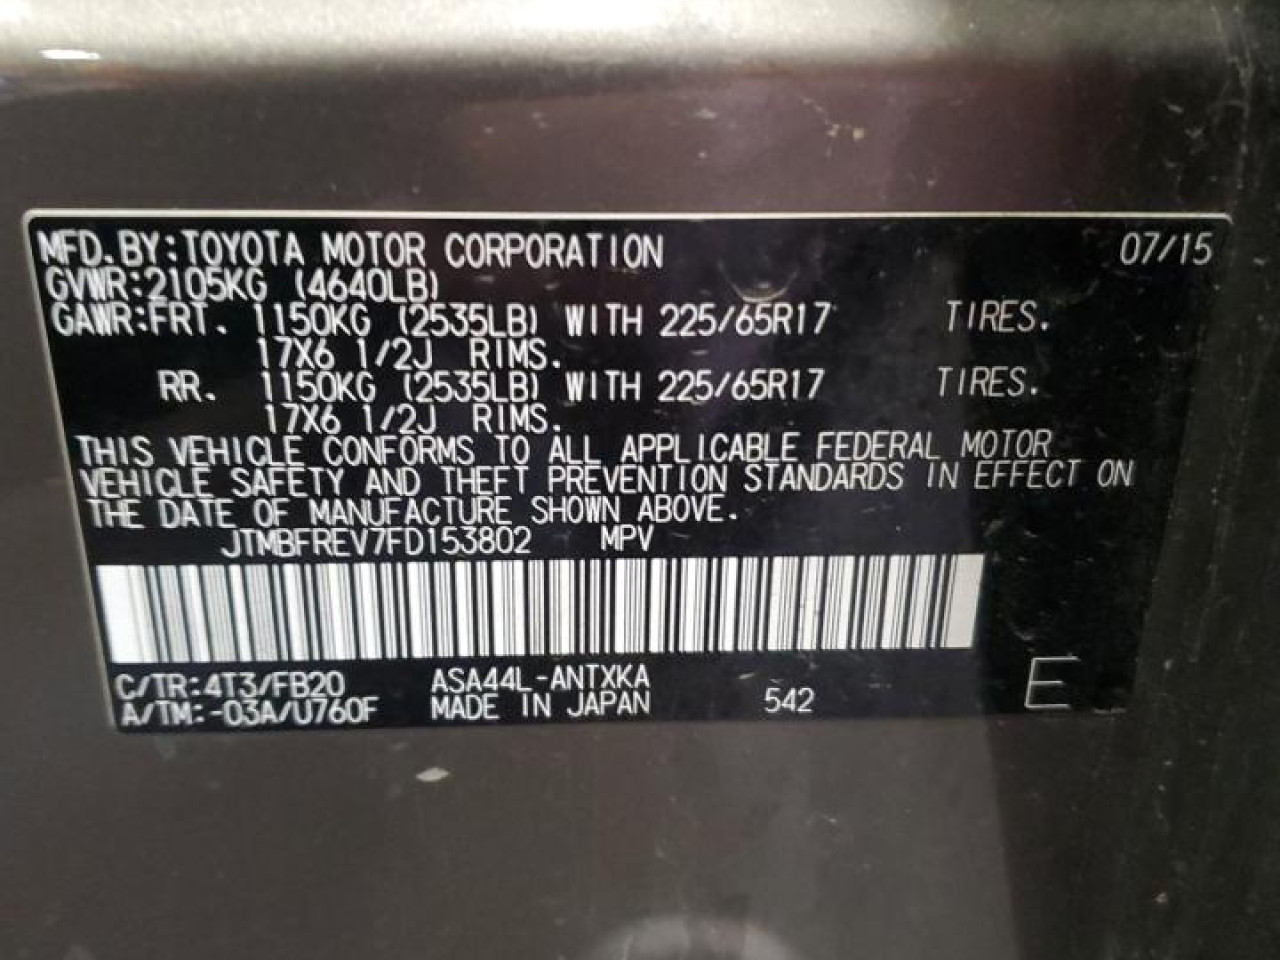 MFD.BY:TOYOTA MOTOR CORPORATION 07/15
GVWR:2105KG (4640LB)
GAWR:FRT. 1150KG (2535LB) WITH 225/65R17 TIRES.
17X6 1/2J RIMS.
RR. 1150KG (2535LB) WITH 225/65R17 TIRES.
17X6 1/2J RIMS.
THIS VEHICLE CONFORMS TO ALL APPLICABLE FEDERAL MOTOR
VEHICLE SAFETY AND THEFT PREVENTION STANDARDS IN EFFECT ON
THE DATE OF MANUFACTURE SHOWN ABOVE.
JTMBFREV7FD153802 MPV
C/TR:4T3/FB20 ASA44L-ANTXKA
A/TM:-03A/U760F MADE IN JAPAN 542 E